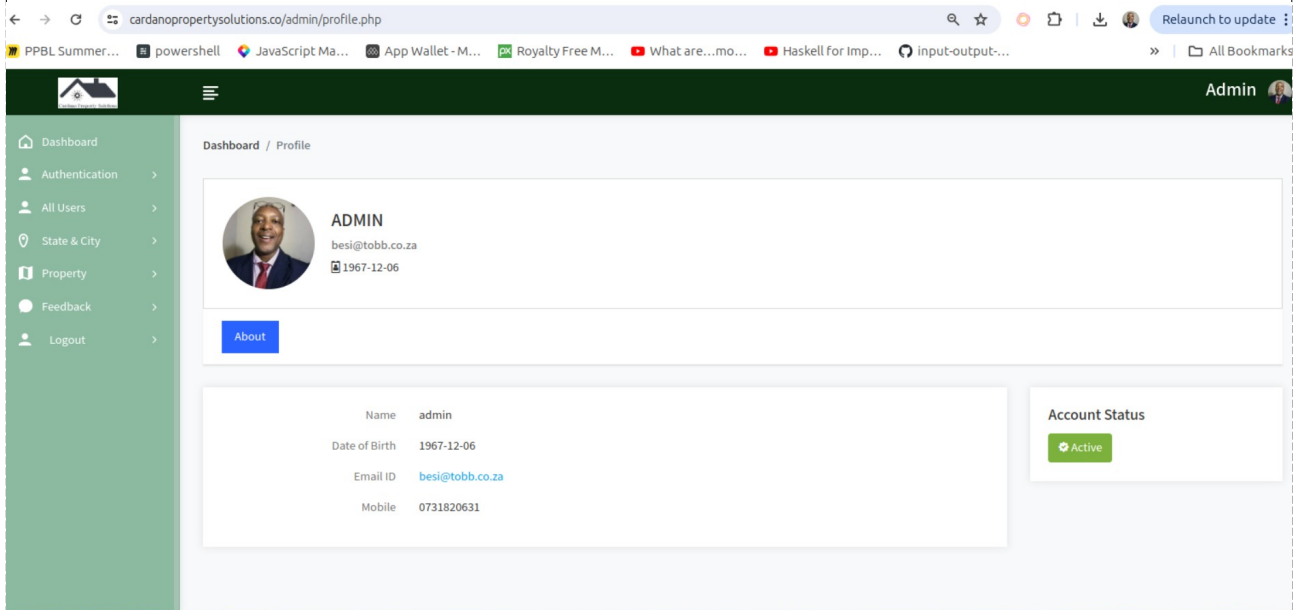 cardanopropertysolutions.co/admin/profile.php
Relaunch to update
PPBL Summer...
powershell
JavaScript Ma...
App Wallet - M...
Royalty Free M...
What are...mo...
Haskell for Imp...
input-output-...
»
All Bookmarks
Cardano Property Solutions
Admin
Dashboard
Authentication
All Users
State & City
Property
Feedback
Logout
Dashboard / Profile
ADMIN
besi@tobb.co.za
1967-12-06
About
Name admin
Date of Birth 1967-12-06
Email ID besi@tobb.co.za
Mobile 0731820631
Account Status
Active